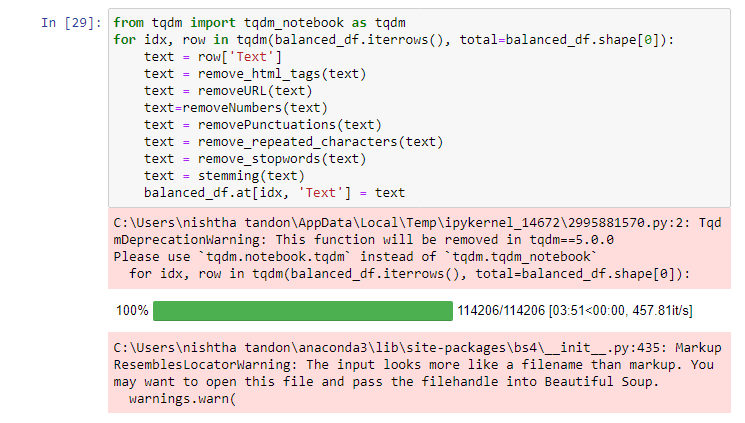 In [29]: from tqdm import tqdm_notebook as tqdm
for idx, row in tqdm(balanced_df.iterrows(), total=balanced_df.shape[0]):
    text = row['Text']
    text = remove_html_tags(text)
    text = removeURL(text)
    text=removeNumbers(text)
    text = removePunctuations(text)
    text = remove_repeated_characters(text)
    text = remove_stopwords(text)
    text = stemming(text)
    balanced_df.at[idx, 'Text'] = text
C:\Users\nishtha tandon\AppData\Local\Temp\ipykernel_14672\2995881570.py:2: Tqd
mDeprecationWarning: This function will be removed in tqdm==5.0.0
Please use `tqdm.notebook.tqdm` instead of `tqdm.tqdm_notebook`
  for idx, row in tqdm(balanced_df.iterrows(), total=balanced_df.shape[0]):
100% 114206/114206 [03:51<00:00, 457.81it/s]
C:\Users\nishtha tandon\anaconda3\lib\site-packages\bs4\__init__.py:435: Markup
ResemblesLocatorWarning: The input looks more like a filename than markup. You
may want to open this file and pass the filehandle into Beautiful Soup.
  warnings.warn(